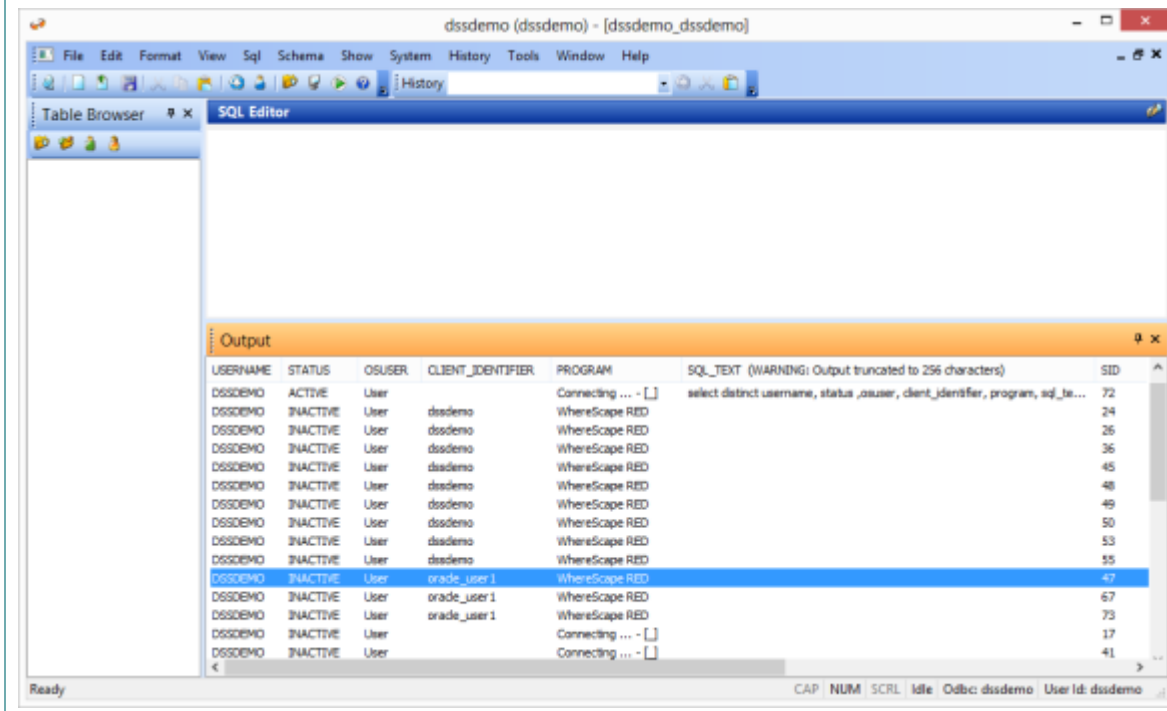 dssdemo (dssdemo) - [dssdemo_dssdemo]
File Edit Format View Sql Schema Show System History Tools Window Help
History
Table Browser
SQL Editor
Output
USERNAME STATUS OSUSER CLIENT_IDENTIFIER PROGRAM SQL_TEXT (WARNING: Output truncated to 256 characters) SID
DSSDEMO ACTIVE User Connecting ... - [_] select distinct username, status ,osuser, client_identifier, program, sql_te... 72
DSSDEMO INACTIVE User dssdemo WhereScape RED 24
DSSDEMO INACTIVE User dssdemo WhereScape RED 26
DSSDEMO INACTIVE User dssdemo WhereScape RED 36
DSSDEMO INACTIVE User dssdemo WhereScape RED 45
DSSDEMO INACTIVE User dssdemo WhereScape RED 48
DSSDEMO INACTIVE User dssdemo WhereScape RED 49
DSSDEMO INACTIVE User dssdemo WhereScape RED 50
DSSDEMO INACTIVE User dssdemo WhereScape RED 53
DSSDEMO INACTIVE User dssdemo WhereScape RED 55
DSSDEMO INACTIVE User oracle_user1 WhereScape RED 47
DSSDEMO INACTIVE User oracle_user1 WhereScape RED 67
DSSDEMO INACTIVE User oracle_user1 WhereScape RED 73
DSSDEMO INACTIVE User Connecting ... - [_] 17
DSSDEMO INACTIVE User Connecting ... - [_] 41
Ready CAP NUM SCRL Idle Odbc: dssdemo User Id: dssdemo